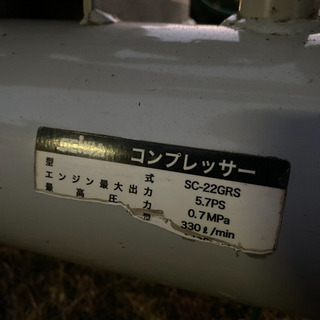 コンプレッサー
型式 SC-22GRS
エンジン最大出力 5.7PS
最高圧力 0.7MPa
330ℓ/min